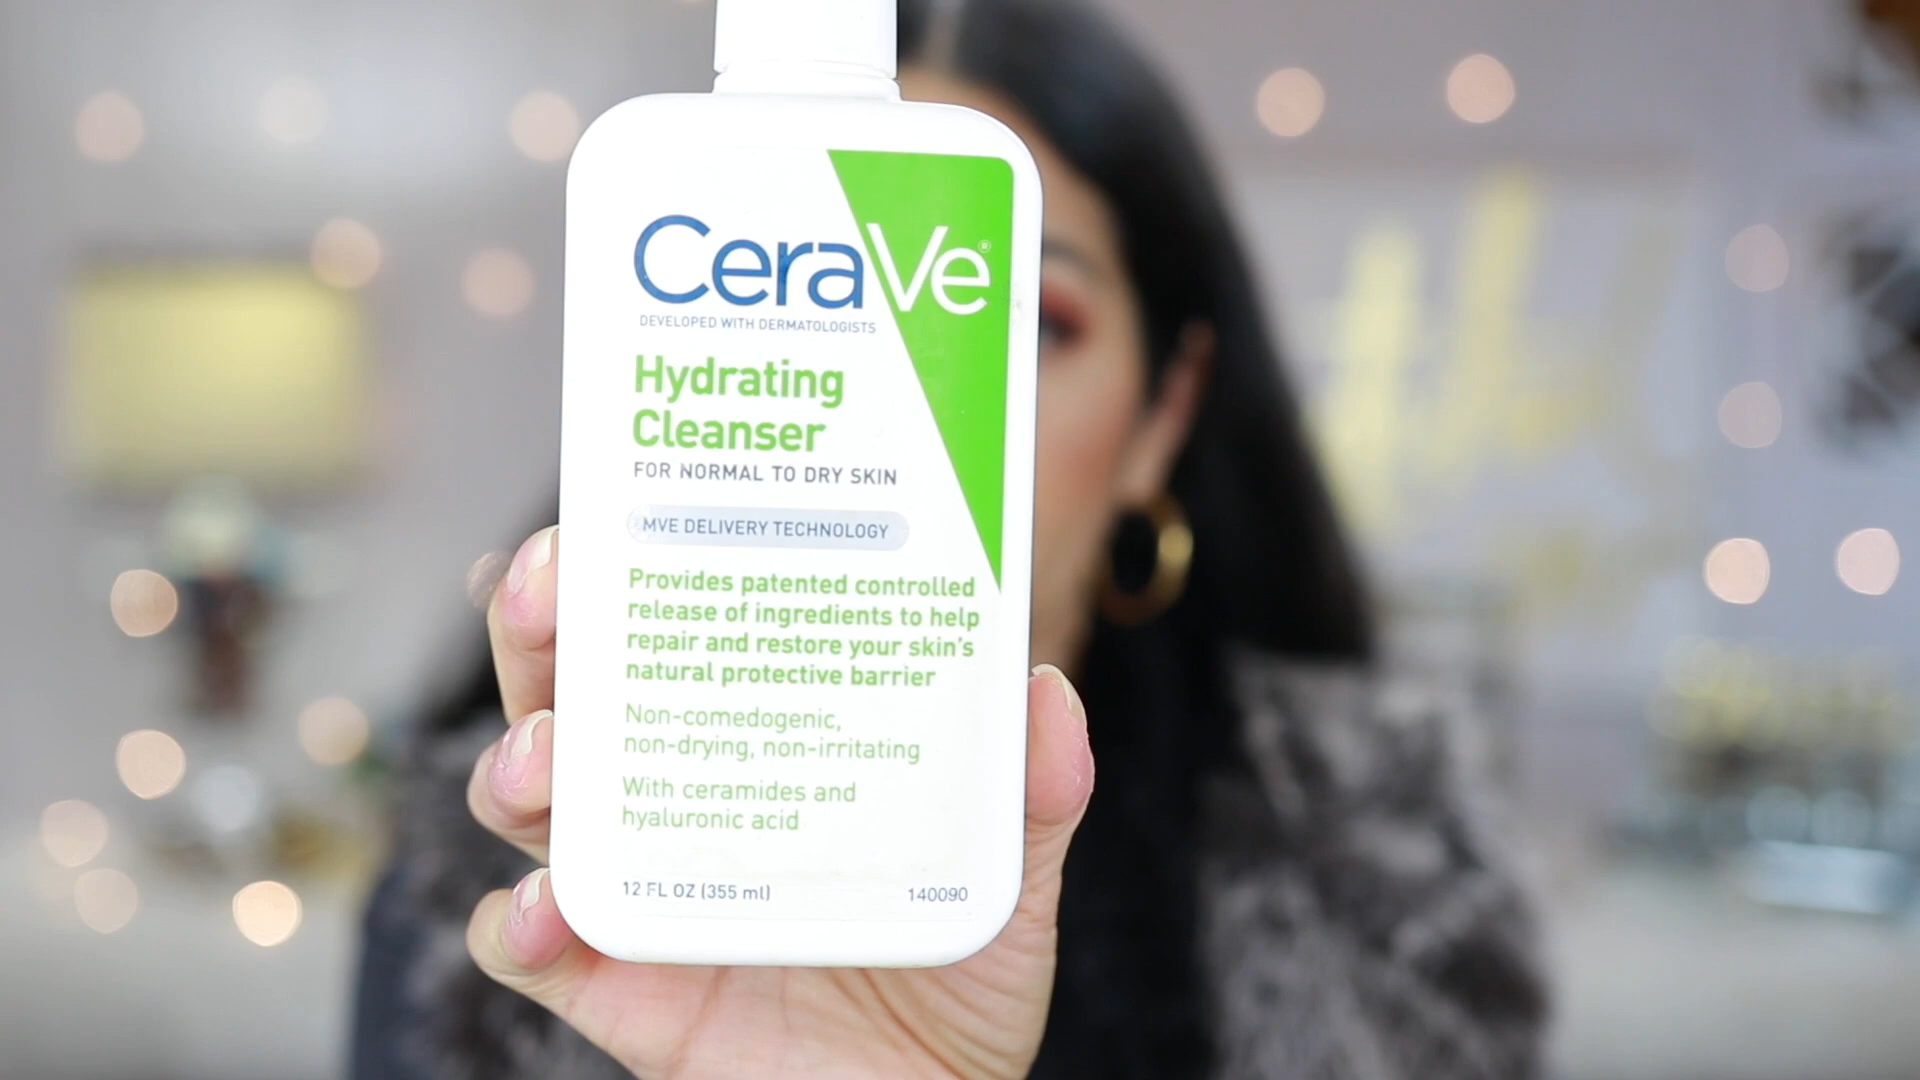 CeraVe®
DEVELOPED WITH DERMATOLOGISTS
Hydrating
Cleanser
FOR NORMAL TO DRY SKIN
MVE DELIVERY TECHNOLOGY
Provides patented controlled
release of ingredients to help
repair and restore your skin's
natural protective barrier
Non-comedogenic,
non-drying, non-irritating
With ceramides and
hyaluronic acid
12 FL OZ (355 ml) 140090